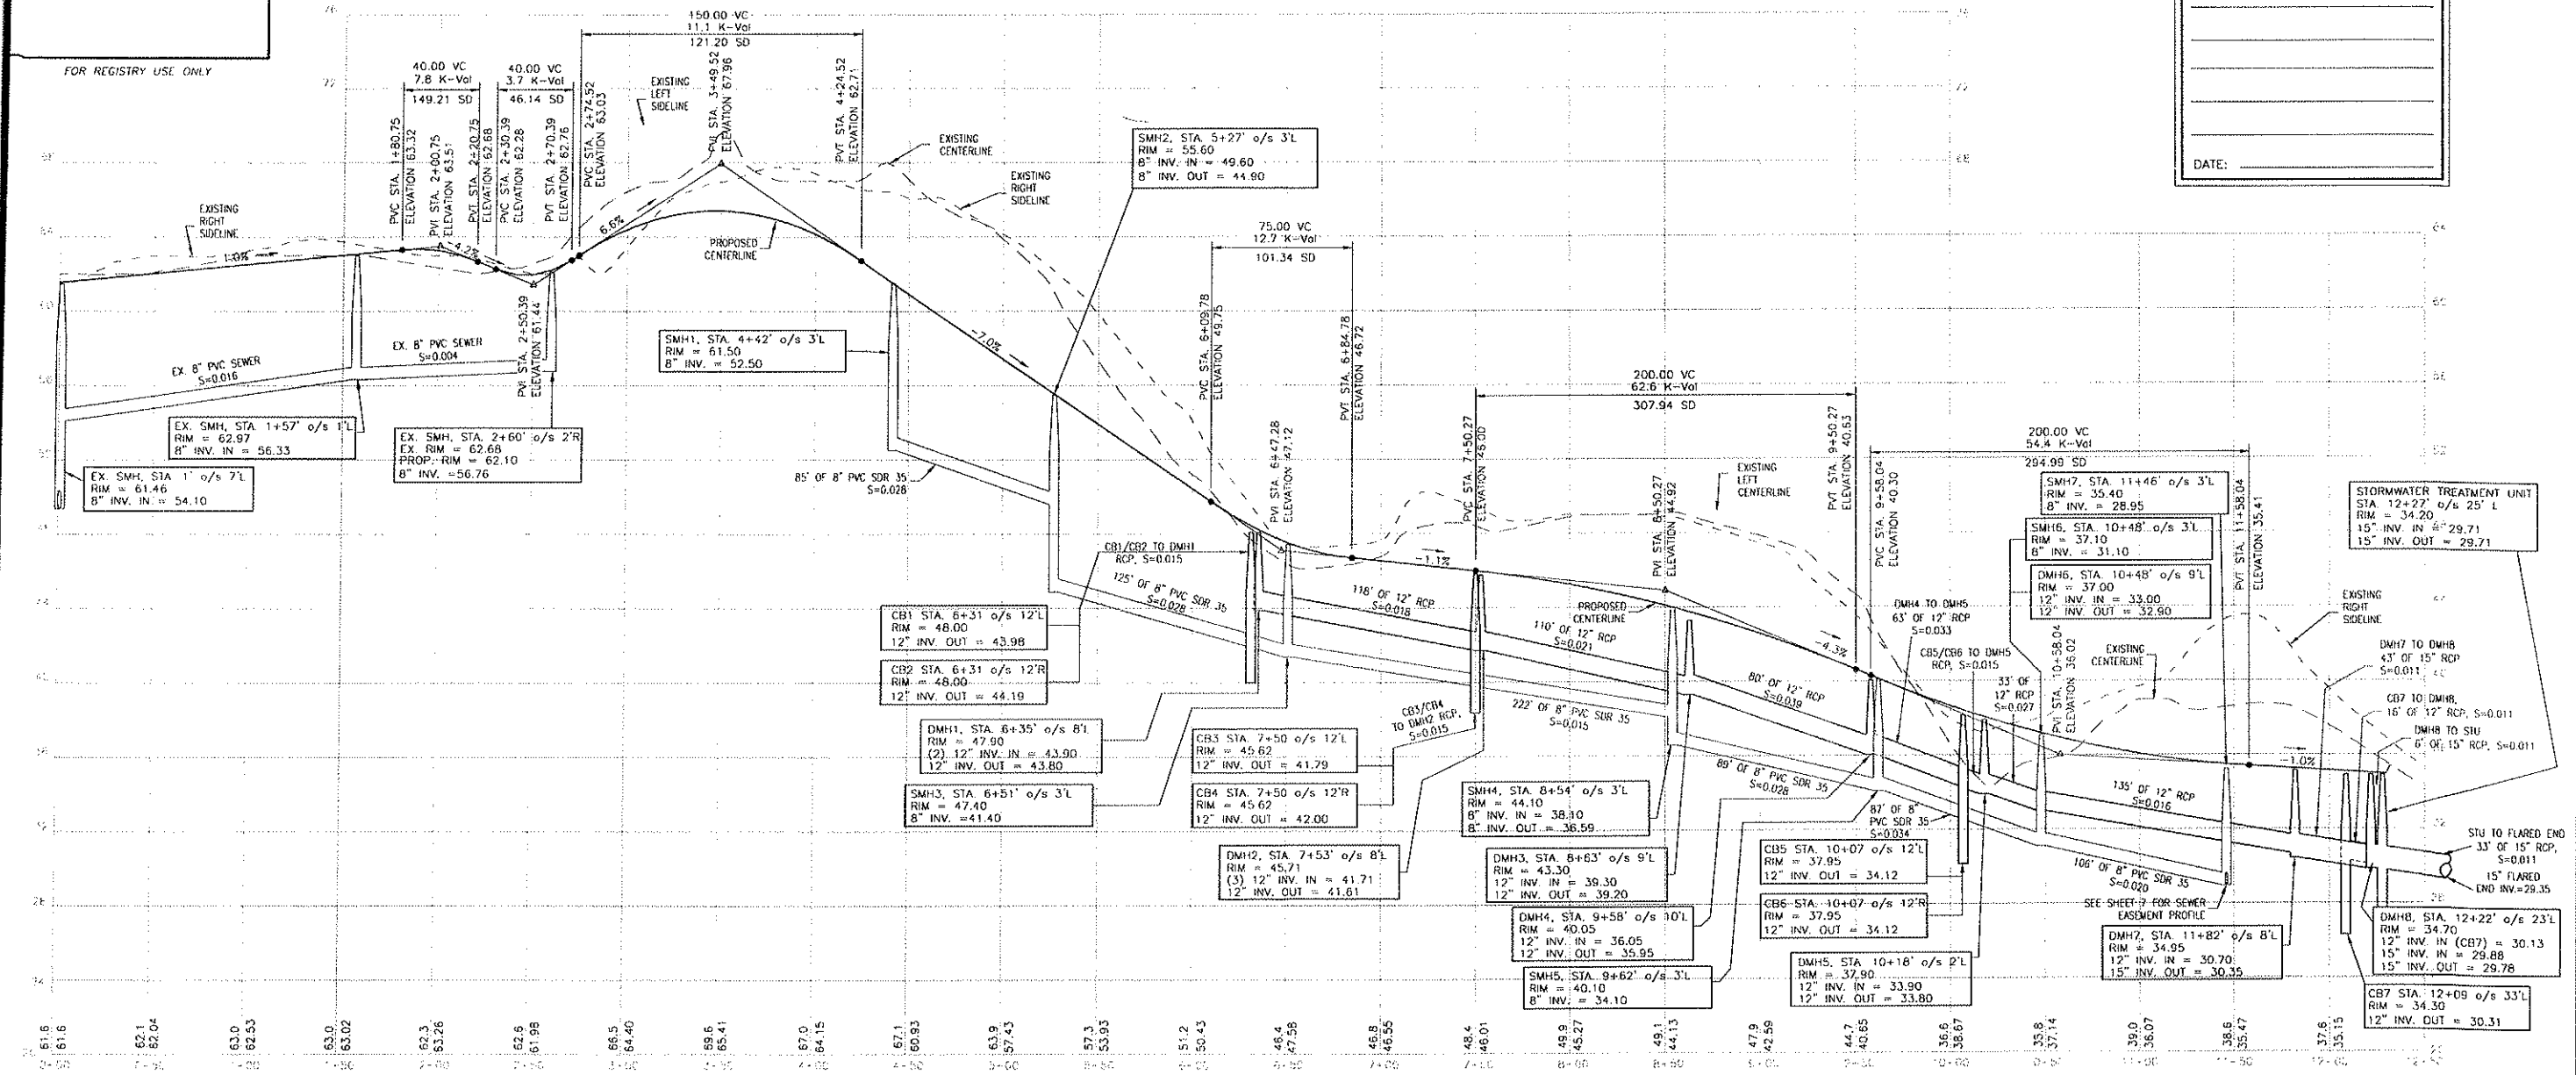 FOR REGISTRY USE ONLY
40.00 VC
7.8 K-Val
149.21 SD
40.00 VC
3.7 K-Val
46.14 SD
150.00 VC
11.1 K-Val
121.20 SD
PVC STA. 1+80.75
ELEVATION 63.32
PVI STA. 2+00.75
ELEVATION 63.51
PVT STA. 2+20.75
ELEVATION 62.68
PVC STA. 2+30.39
ELEVATION 62.28
PVI STA. 2+50.39
ELEVATION 61.44
PVT STA. 2+70.39
ELEVATION 62.76
PVC STA. 2+74.52
ELEVATION 63.03
PVI STA. 3+49.52
ELEVATION 67.96
PVT STA. 4+24.52
ELEVATION 62.71
EXISTING
LEFT
SIDELINE
EXISTING
CENTERLINE
EXISTING
RIGHT
SIDELINE
EXISTING
RIGHT
SIDELINE
1.0%
-4.2%
6.6%
PROPOSED
CENTERLINE
-7.0%
DATE:
SMH2, STA. 5+27' o/s 3'L
RIM = 55.60
8" INV. IN = 49.60
8" INV. OUT = 44.90
75.00 VC
12.7 K-Val
101.34 SD
PVC STA. 6+09.78
ELEVATION 49.75
PVI STA. 6+47.28
ELEVATION 47.12
PVT STA. 6+84.78
ELEVATION 46.72
EX. 8" PVC SEWER
S=0.016
EX. 8" PVC SEWER
S=0.004
EX. SMH, STA. 1+57' o/s 1'L
RIM = 62.97
8" INV. IN = 56.33
EX. SMH, STA. 2+60' o/s 2'R
EX. RIM = 62.68
PROP. RIM = 62.10
8" INV. =56.76
EX. SMH, STA 1' o/s 7'L
RIM = 61.46
8" INV. IN = 54.10
SMH1, STA. 4+42' o/s 3'L
RIM = 61.50
8" INV. = 52.50
85' OF 8" PVC SDR 35
S=0.028
200.00 VC
62.6 K-Val
307.94 SD
PVC STA. 7+50.27
ELEVATION 46.00
PVI STA. 8+50.27
ELEVATION 44.92
PVT STA. 9+50.27
ELEVATION 40.63
200.00 VC
54.4 K-Val
294.99 SD
PVC STA. 9+58.04
ELEVATION 40.30
PVI STA. 10+58.04
ELEVATION 36.02
PVT STA. 11+58.04
ELEVATION 35.41
EXISTING
LEFT
CENTERLINE
SMH7, STA. 11+46' o/s 3'L
RIM = 35.40
8" INV. = 28.95
SMH6, STA. 10+48' o/s 3'L
RIM = 37.10
8" INV. = 31.10
DMH6, STA. 10+48' o/s 9'L
RIM = 37.00
12" INV. IN = 33.00
12" INV. OUT = 32.90
STORMWATER TREATMENT UNIT
STA. 12+27' o/s 25' L
RIM = 34.20
15" INV. IN = 29.71
15" INV. OUT = 29.71
CB1/CB2 TO DMH1
RCP, S=0.015
125' OF 8" PVC SDR 35
S=0.028
118' OF 12" RCP
S=0.018
-1.1%
110' OF 12" RCP
S=0.021
PROPOSED
CENTERLINE
-4.3%
DMH4 TO DMH5
63' OF 12" RCP
S=0.033
CB5/CB6 TO DMH5
RCP, S=0.015
33' OF
12" RCP
S=0.027
EXISTING
CENTERLINE
EXISTING
RIGHT
SIDELINE
DMH7 TO DMH8
43' OF 15" RCP
S=0.011
CB7 TO DMH8,
16' OF 12" RCP, S=0.011
DMH8 TO STU
6' OF 15" RCP, S=0.011
CB1 STA. 6+31 o/s 12'L
RIM = 48.00
12" INV. OUT = 43.98
CB2 STA. 6+31 o/s 12'R
RIM = 48.00
12" INV. OUT = 44.19
DMH1, STA. 6+35' o/s 8'L
RIM = 47.90
(2) 12" INV. IN = 43.90
12" INV. OUT = 43.80
SMH3, STA. 6+51' o/s 3'L
RIM = 47.40
8" INV. =41.40
CB3 STA. 7+50 o/s 12'L
RIM = 45.62
12" INV. OUT = 41.79
CB4 STA. 7+50 o/s 12'R
RIM = 45.62
12" INV. OUT = 42.00
CB3/CB4
TO DMH2 RCP,
S=0.015
222' OF 8" PVC SDR 35
S=0.015
80' OF 12" RCP
S=0.039
89' OF 8" PVC SDR 35
S=0.028
87' OF 8"
PVC SDR 35
S=0.034
135' OF 12" RCP
S=0.016
-1.0%
106' OF 8" PVC SDR 35
S=0.020
DMH2, STA. 7+53' o/s 8'L
RIM = 45.71
(3) 12" INV. IN = 41.71
12" INV. OUT = 41.61
SMH4, STA. 8+54' o/s 3'L
RIM = 44.10
8" INV. IN = 38.10
8" INV. OUT = 36.59
DMH3, STA. 8+63' o/s 9'L
RIM = 43.30
12" INV. IN = 39.30
12" INV. OUT = 39.20
DMH4, STA. 9+58' o/s 10'L
RIM = 40.05
12" INV. IN = 36.05
12" INV. OUT = 35.95
SMH5, STA. 9+62' o/s 3'L
RIM = 40.10
8" INV. = 34.10
CB5 STA. 10+07 o/s 12'L
RIM = 37.95
12" INV. OUT = 34.12
CB6 STA. 10+07 o/s 12'R
RIM = 37.95
12" INV. OUT = 34.12
DMH5, STA. 10+18' o/s 2'L
RIM = 37.90
12" INV. IN = 33.90
12" INV. OUT = 33.80
SEE SHEET 7 FOR SEWER
EASEMENT PROFILE
DMH7, STA. 11+82' o/s 8'L
RIM = 34.95
12" INV. IN = 30.70
15" INV. OUT = 30.35
STU TO FLARED END
33' OF 15" RCP,
S=0.011
15" FLARED
END INV.=29.35
DMH8, STA. 12+22' o/s 23'L
RIM = 34.70
12" INV. IN (CB7) = 30.13
15" INV. IN = 29.88
15" INV. OUT = 29.78
CB7 STA. 12+09 o/s 33'L
RIM = 34.30
12" INV. OUT = 30.31
61.6
61.6
62.1
62.04
63.0
62.53
63.0
63.02
62.3
63.26
62.6
61.98
66.5
64.40
69.6
65.41
67.0
64.15
67.1
60.93
63.9
57.43
57.3
53.93
51.2
50.43
46.4
47.58
46.8
46.55
48.4
46.01
49.9
45.27
49.1
44.13
47.9
42.59
44.7
40.65
36.6
38.67
33.8
37.14
39.0
36.07
38.6
35.47
37.6
35.15